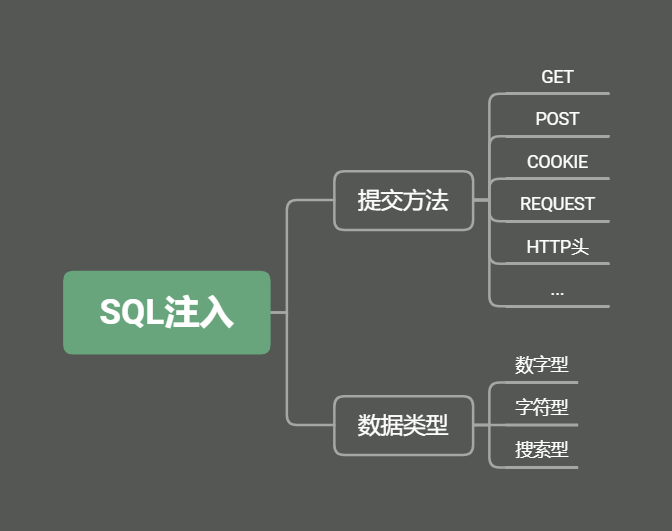 SQL注入
提交方法
GET
POST
COOKIE
REQUEST
HTTP头
...
数据类型
数字型
字符型
搜索型